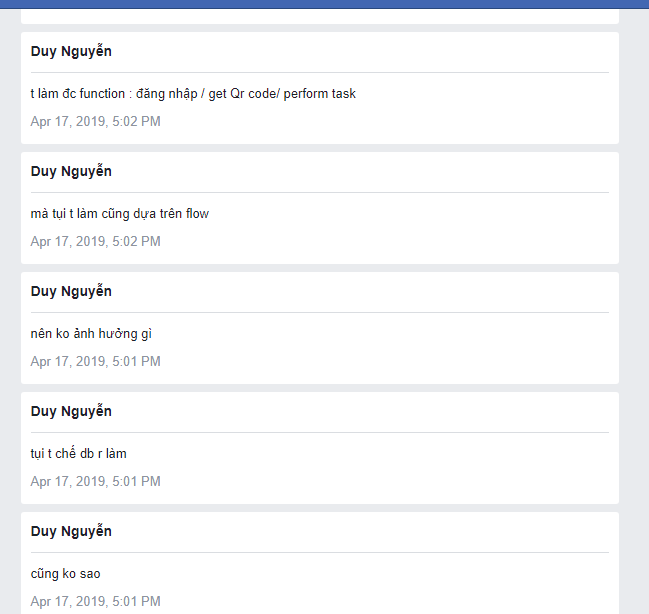 Duy Nguyễn
t làm đc function : đăng nhập / get Qr code/ perform task
Apr 17, 2019, 5:02 PM
Duy Nguyễn
mà tụi t làm cũng dựa trên flow
Apr 17, 2019, 5:02 PM
Duy Nguyễn
nên ko ảnh hưởng gì
Apr 17, 2019, 5:01 PM
Duy Nguyễn
tụi t chế db r làm
Apr 17, 2019, 5:01 PM
Duy Nguyễn
cũng ko sao
Apr 17, 2019, 5:01 PM